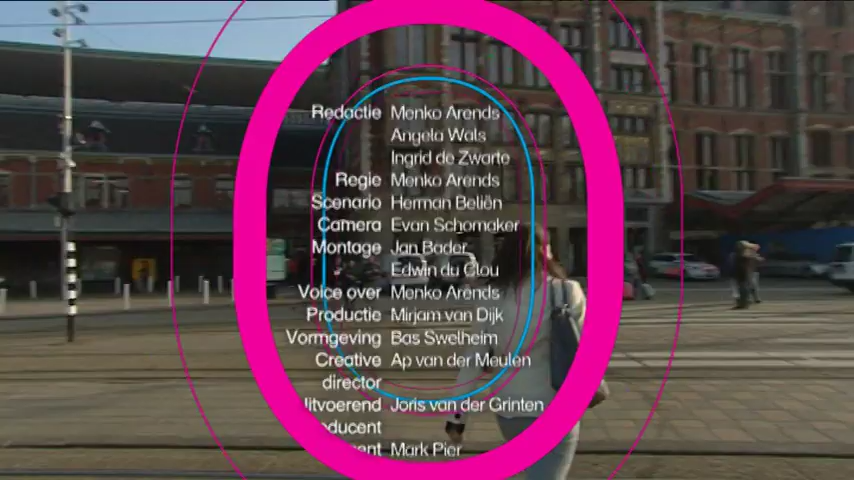 Redactie Menko Arends
Angela Wals
Ingrid de Zwarte
Regie Menko Arends
Scenario Herman Beliën
Camera Evan Schomaker
Montage Jan Bader
Edwin du Clou
Voice over Menko Arends
Productie Mirjam van Dijk
Vormgeving Bas Swelheim
Creative Ap van der Meulen
director
Uitvoerend Joris van der Grinten
Mark Pier